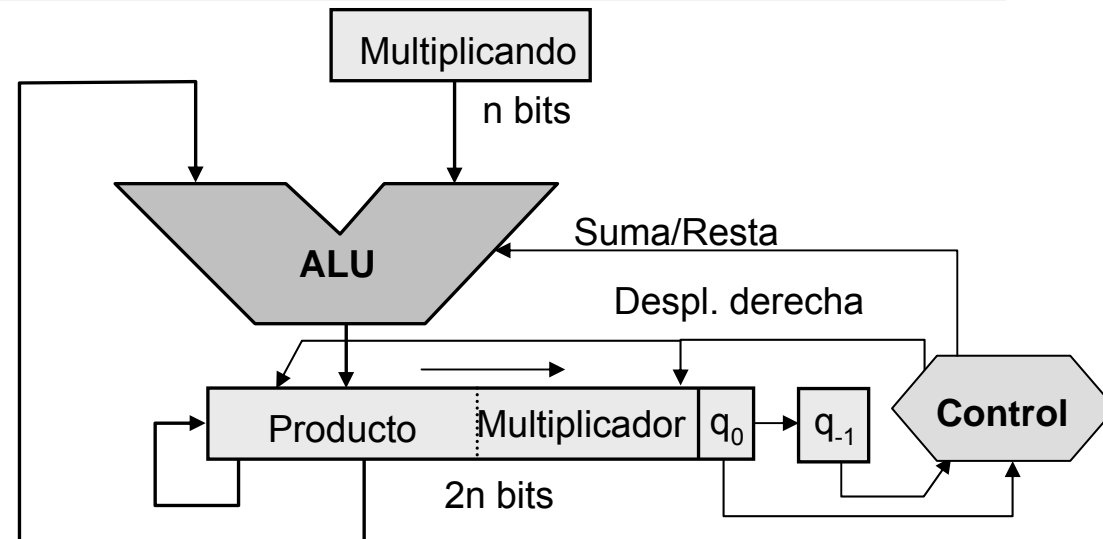 Multiplicando
n bits
Suma/Resta
ALU
Despl. derecha
Producto
Multiplicador
q₀
q₋₁
Control
2n bits